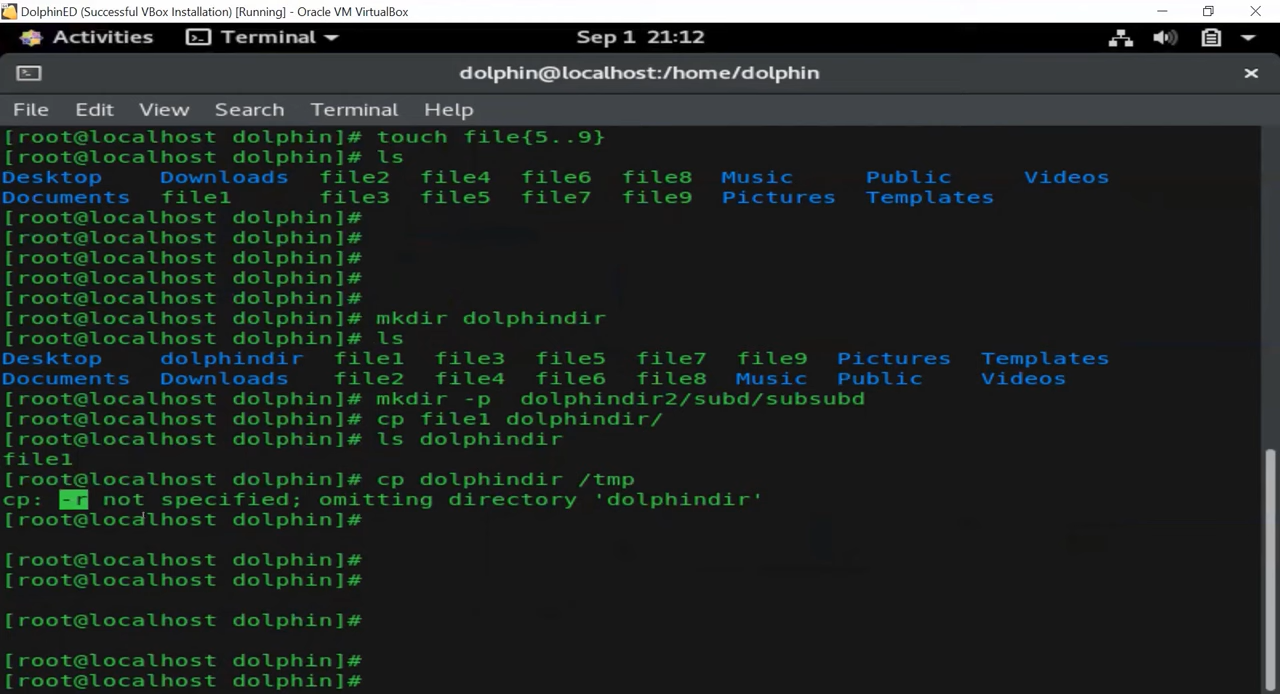 DolphinED (Successful VBox Installation) [Running] - Oracle VM VirtualBox
Activities Terminal Sep 1 21:12
dolphin@localhost:/home/dolphin
File Edit View Search Terminal Help
[root@localhost dolphin]# touch file{5..9}
[root@localhost dolphin]# ls
Desktop Downloads file2 file4 file6 file8 Music Public Videos
Documents file1 file3 file5 file7 file9 Pictures Templates
[root@localhost dolphin]#
[root@localhost dolphin]#
[root@localhost dolphin]#
[root@localhost dolphin]#
[root@localhost dolphin]#
[root@localhost dolphin]# mkdir dolphindir
[root@localhost dolphin]# ls
Desktop dolphindir file1 file3 file5 file7 file9 Pictures Templates
Documents Downloads file2 file4 file6 file8 Music Public Videos
[root@localhost dolphin]# mkdir -p dolphindir2/subd/subsubd
[root@localhost dolphin]# cp file1 dolphindir/
[root@localhost dolphin]# ls dolphindir
file1
[root@localhost dolphin]# cp dolphindir /tmp
cp: -r not specified; omitting directory 'dolphindir'
[root@localhost dolphin]#
[root@localhost dolphin]#
[root@localhost dolphin]#
[root@localhost dolphin]#
[root@localhost dolphin]#
[root@localhost dolphin]#